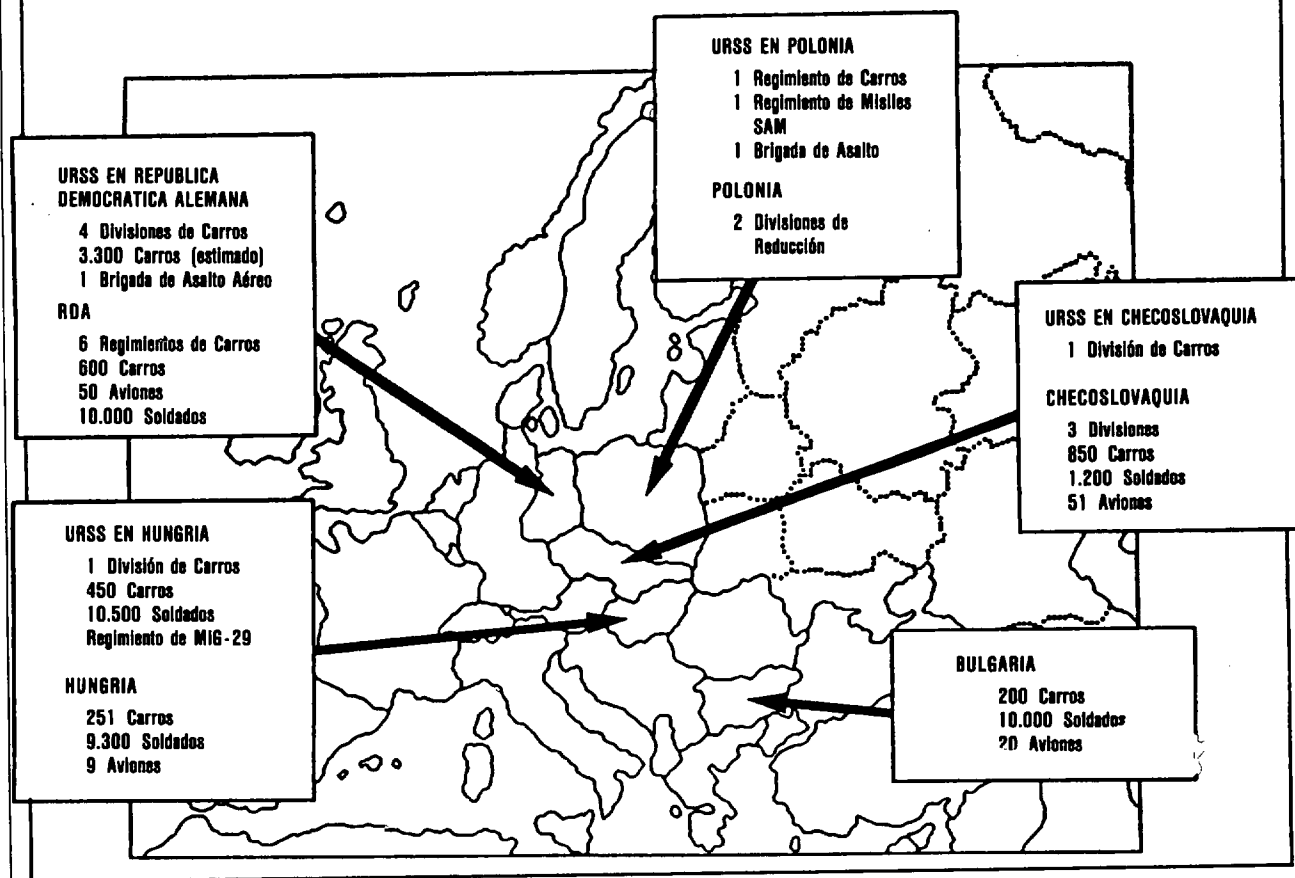 URSS EN POLONIA
1 Regimiento de Carros
1 Regimiento de Misiles
SAM
1 Brigada de Asalto
POLONIA
2 Divisiones de
Reducción
URSS EN REPUBLICA
DEMOCRATICA ALEMANA
4 Divisiones de Carros
3.300 Carros (estimado)
1 Brigada de Asalto Aéreo
RDA
6 Regimientos de Carros
600 Carros
50 Aviones
10.000 Soldados
URSS EN CHECOSLOVAQUIA
1 División de Carros
CHECOSLOVAQUIA
3 Divisiones
850 Carros
1.200 Soldados
51 Aviones
URSS EN HUNGRIA
1 División de Carros
450 Carros
10.500 Soldados
Regimiento de MIG-29
HUNGRIA
251 Carros
9.300 Soldados
9 Aviones
BULGARIA
200 Carros
10.000 Soldados
20 Aviones